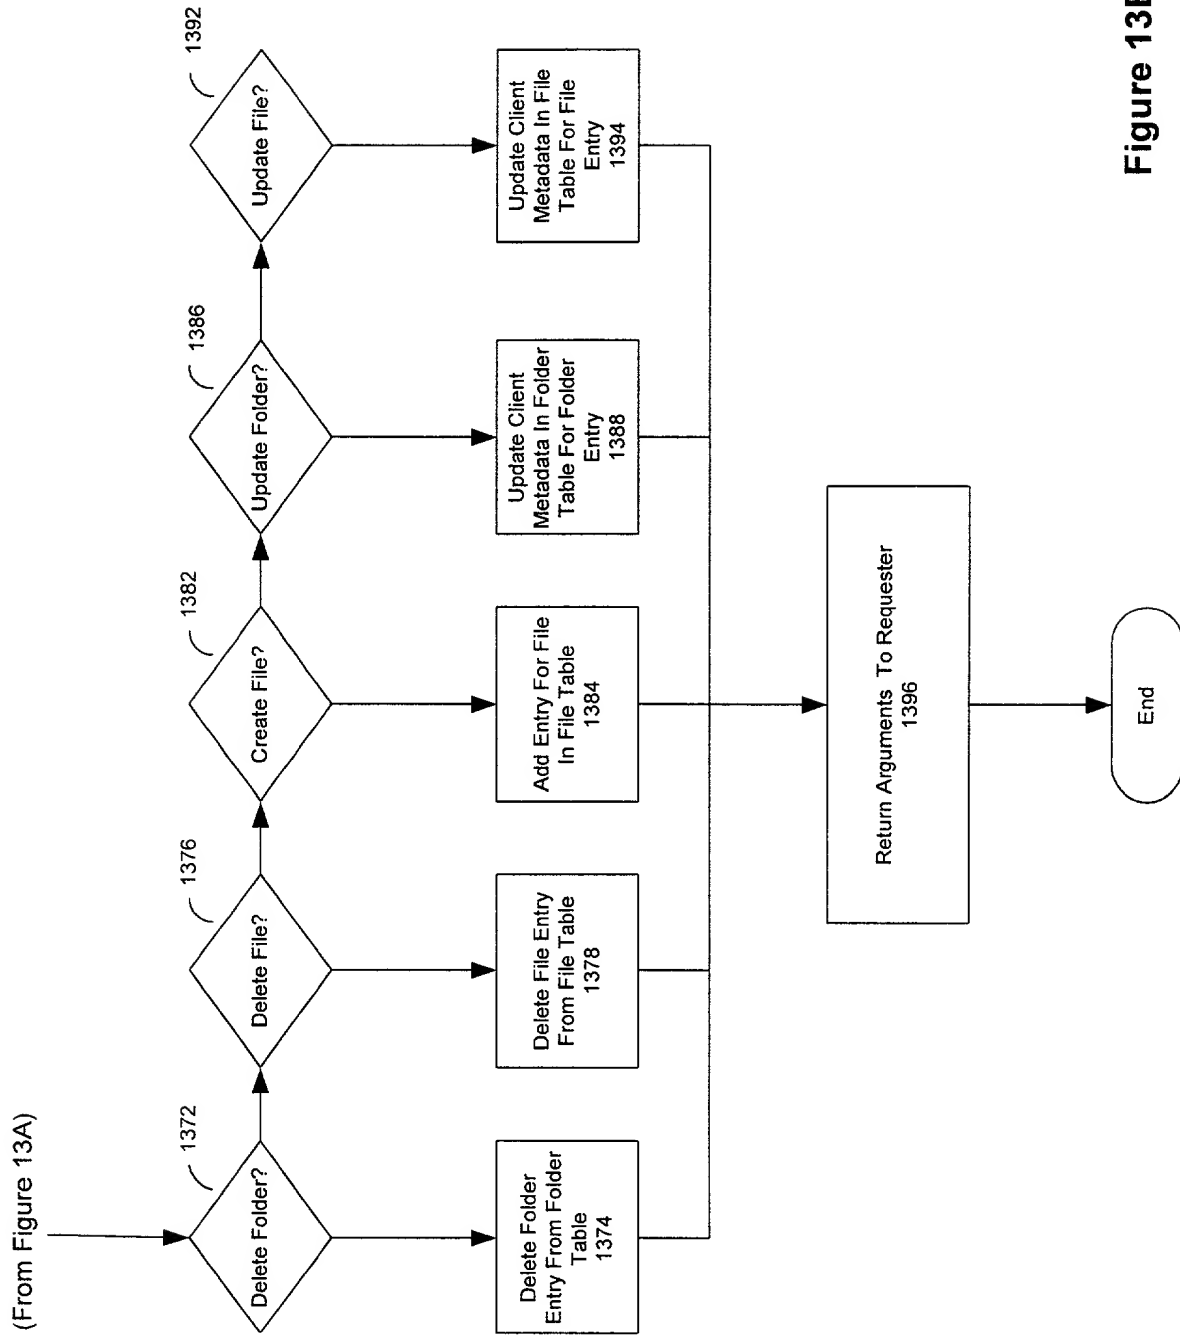 (From Figure 13A)
1372
Delete Folder?
1376
Delete File?
1382
Create File?
1386
Update Folder?
1392
Update File?
Delete Folder
Entry From Folder
Table
1374
Delete File Entry
From File Table
1378
Add Entry For File
In File Table
1384
Update Client
Metadata In Folder
Table For Folder
Entry
1388
Update Client
Metadata In File
Table For File
Entry
1394
Return Arguments To Requester
1396
End
Figure 13B